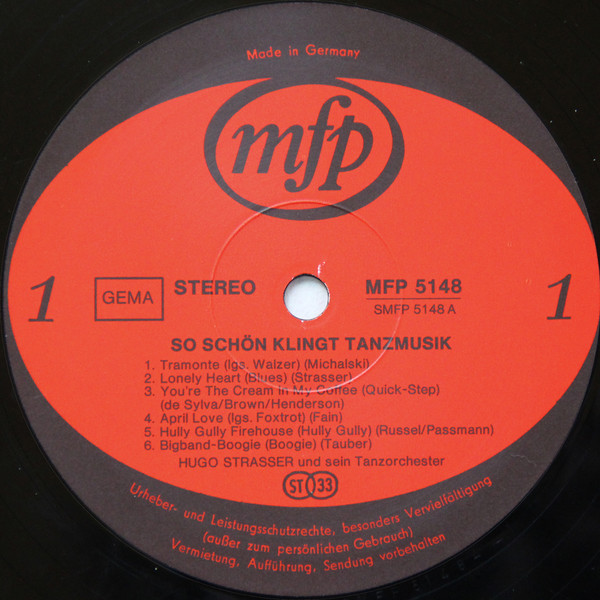 Made in Germany
mfp
1
GEMA
STEREO
MFP 5148
SMFP 5148 A
1
SO SCHÖN KLINGT TANZMUSIK
1. Tramonte (lgs. Walzer) (Michalski)
2. Lonely Heart (Blues) (Strasser)
3. You're The Cream in My Coffee (Quick-Step)
(de Sylva/Brown/Henderson)
4. April Love (lgs. Foxtrot) (Fain)
5. Hully Gully Firehouse (Hully Gully) (Russel/Passmann)
6. Bigband-Boogie (Boogie) (Tauber)
HUGO STRASSER und sein Tanzorchester
ST 33
Urheber- und Leistungsschutzrechte, besonders Vervielfältigung
(außer zum persönlichen Gebrauch)
Vermietung, Aufführung, Sendung vorbehalten